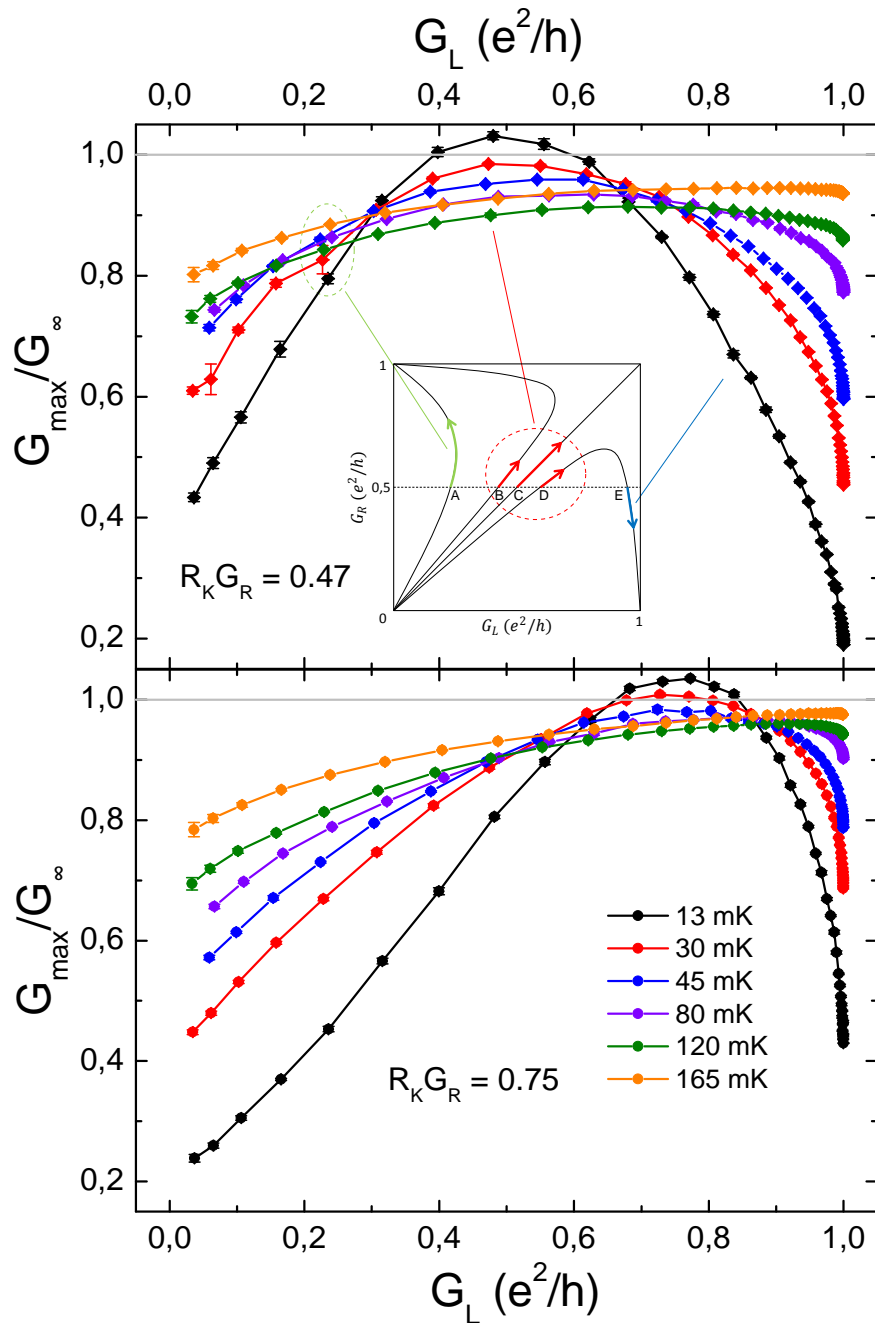 G_L (e²/h)
0,0 0,2 0,4 0,6 0,8 1,0
1,0
0,8
0,6
0,4
0,2
G_max/G_∞
R_K G_R = 0.47
1
0,5
0
1
G_R (e²/h)
G_L (e²/h)
A B C D E
1,0
0,8
0,6
0,4
0,2
G_max/G_∞
13 mK
30 mK
45 mK
80 mK
120 mK
165 mK
R_K G_R = 0.75
0,0 0,2 0,4 0,6 0,8 1,0
G_L (e²/h)